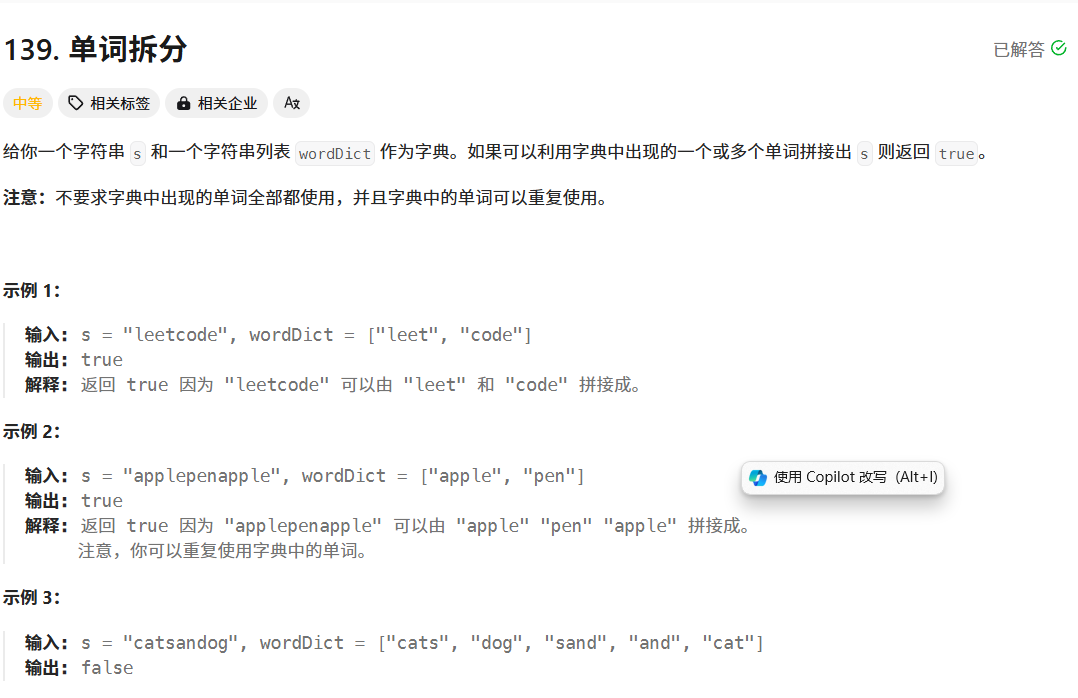 139. 单词拆分
已解答
中等 相关标签 相关企业 Aあ
给你一个字符串 s 和一个字符串列表 wordDict 作为字典。如果可以利用字典中出现的一个或多个单词拼接出 s 则返回 true。
注意：不要求字典中出现的单词全部都使用，并且字典中的单词可以重复使用。
示例 1：
输入: s = "leetcode", wordDict = ["leet", "code"]
输出: true
解释: 返回 true 因为 "leetcode" 可以由 "leet" 和 "code" 拼接成。
示例 2：
输入: s = "applepenapple", wordDict = ["apple", "pen"]
输出: true
解释: 返回 true 因为 "applepenapple" 可以由 "apple" "pen" "apple" 拼接成。
注意，你可以重复使用字典中的单词。
使用 Copilot 改写 (Alt+I)
示例 3：
输入: s = "catsandog", wordDict = ["cats", "dog", "sand", "and", "cat"]
输出: false